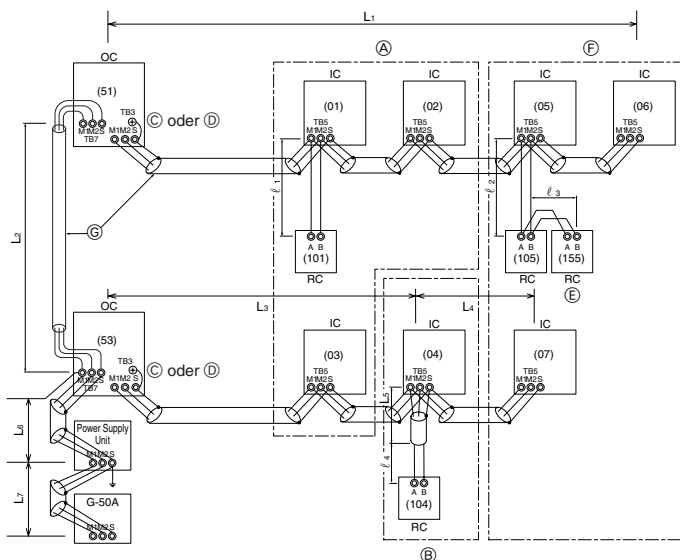 L1
Ⓐ Ⓕ
OC IC IC IC IC
(51) (01) (02) (05) (06)
TB3 Ⓒ oder Ⓓ
M1M2S M1M2S
TB7
TB5 TB5 TB5 TB5
M1M2S M1M2S M1M2S M1M2S
ℓ1 ℓ2 ℓ3
L2
Ⓖ
A B A B A B
(101) (105) (155)
RC RC RC
Ⓔ
L3 L4
OC IC IC IC
(53) (03) (04) (07)
TB3 Ⓒ oder Ⓓ
M1M2S M1M2S
TB7
TB5 TB5 TB5
M1M2S M1M2S M1M2S
L5
L6
Power Supply
Unit
M1M2S
ℓ4
A B
(104)
RC
L7
G-50A
M1M2S
Ⓑ